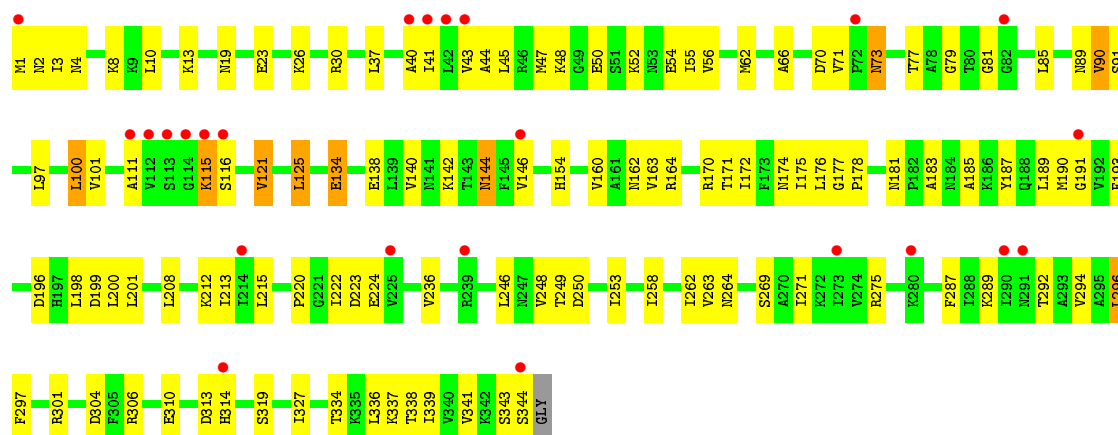 M1 N2 I3 N4 K8 K9 L10 K13 N19 E23 K26 R30 L37 A40 I41 L42 V43 A44 L45 R46 M47 K48 G49 E50 S51 K52 N53 E54 I55 V56 M62 A66 D70 V71 P72 N73 T77 A78 G79 T80 G81 G82 L85 N89 V90 S91
L97 L100 V101 A111 V112 S113 G114 K115 S116 V121 L125 E134 E138 L139 V140 N141 K142 T143 N144 F145 V146 H154 V160 A161 N162 V163 R164 R170 T171 I172 F173 N174 I175 L176 G177 P178 N181 P182 A183 N184 A185 K186 Y187 Q188 L189 M190 G191 V192
D196 H197 L198 D199 L200 L201 L208 K212 I213 I214 L215 P220 G221 I222 D223 E224 V225 V236 R239 L246 N247 V248 T249 D250 I253 I258 I262 V263 N264 S269 A270 I271 K272 I273 V274 R275 K280 F287 I288 K289 I290 N291 T292 A293 V294 A295
F297 R301 D304 F305 R306 E310 D313 H314 S319 I327 T334 K335 L336 K337 T338 I339 V340 V341 K342 S343 S344 GLY